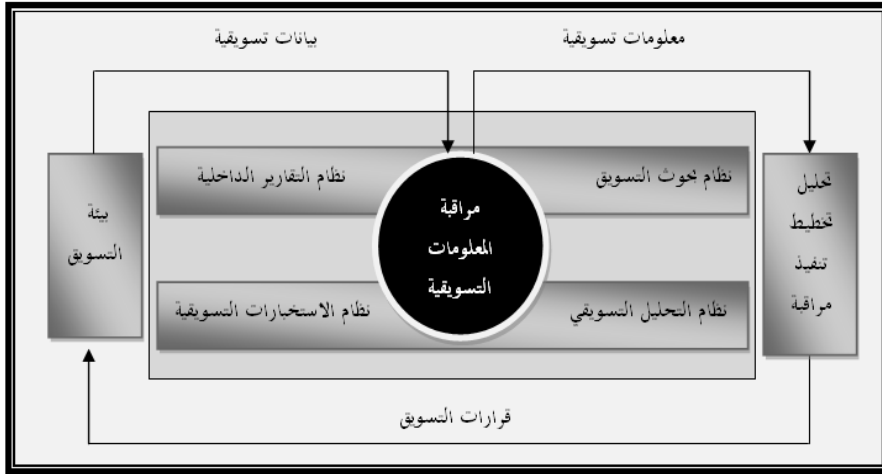 معلومات تسويقية
بيانات تسويقية
تحليل
تخطيط
تنفيذ
مراقبة
نظام بحوث التسويق
نظام التقارير الداخلية
مراقبة
المعلومات
التسويقية
نظام التحليل التسويقي
نظام الاستخبارات التسويقية
بيئة
التسويق
قرارات التسويق